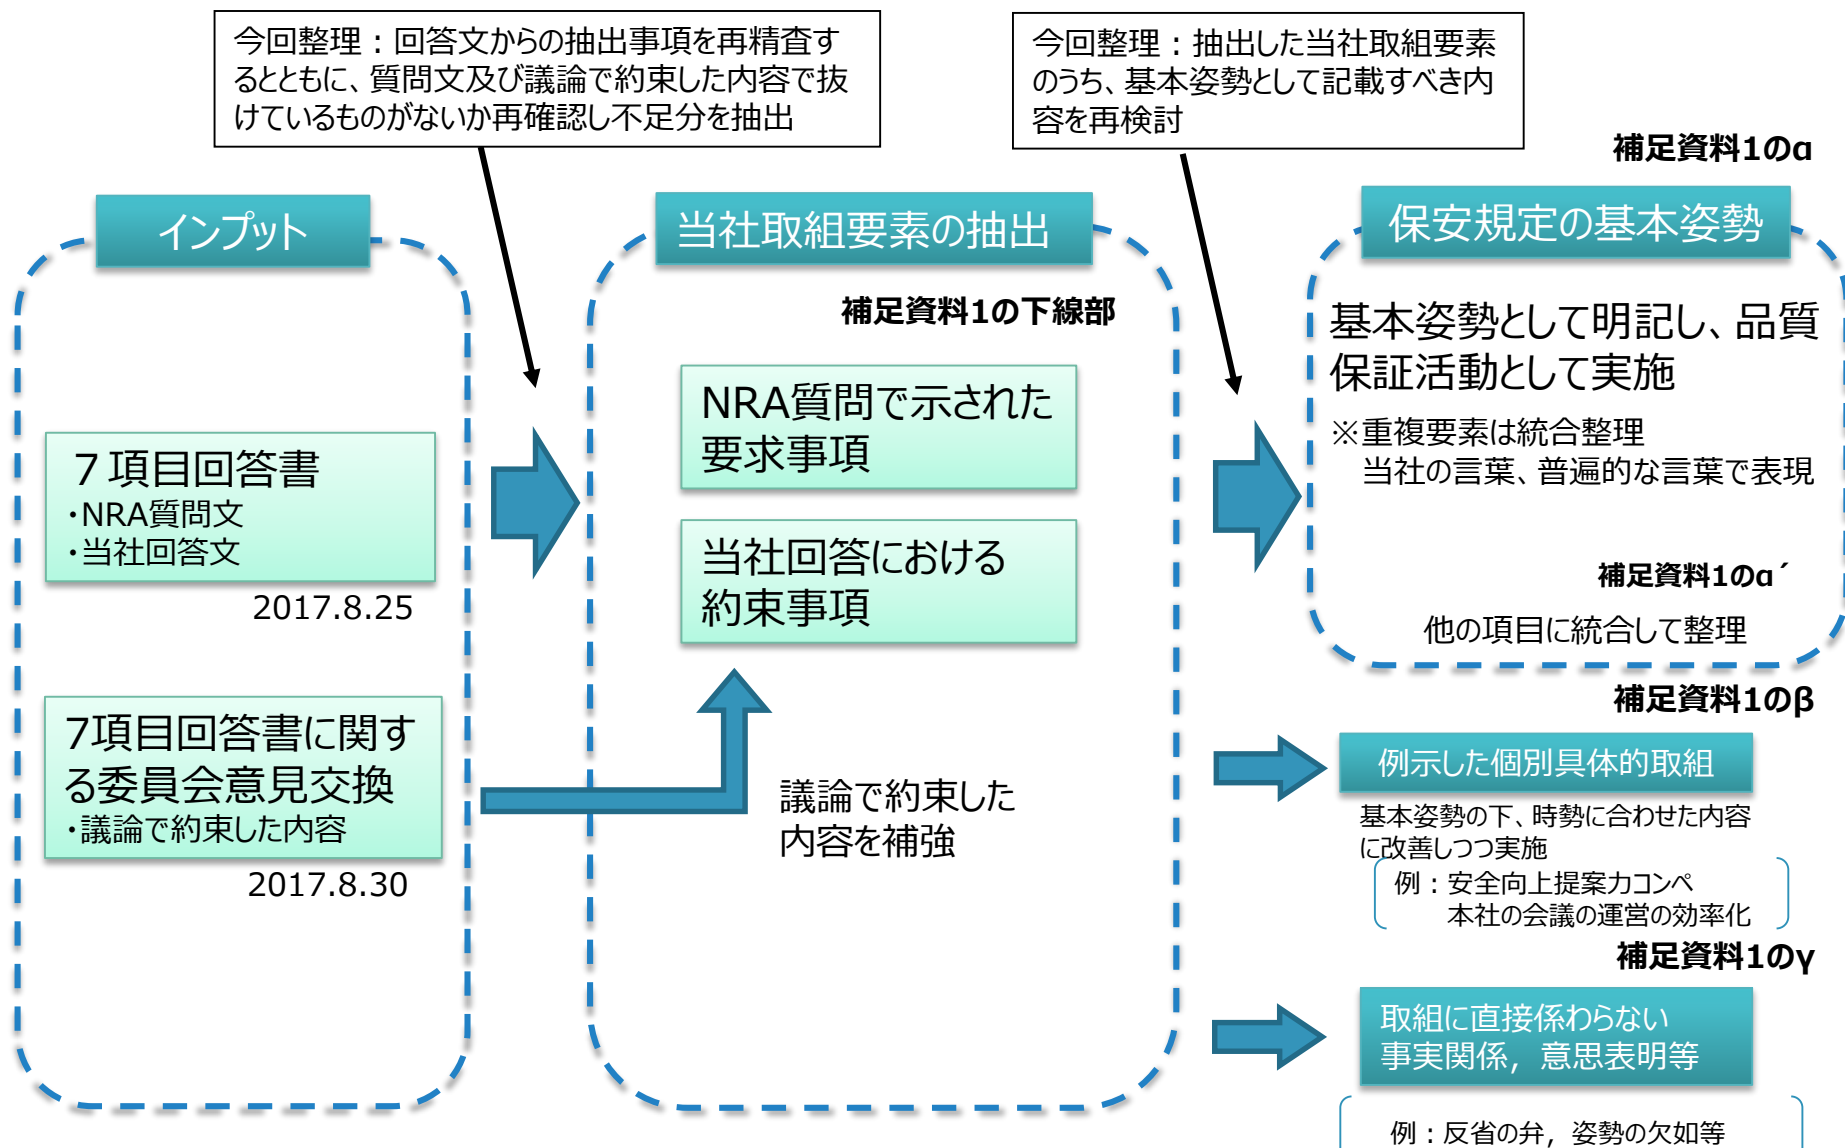 今回整理：回答文からの抽出事項を再精査す
るとともに、質問文及び議論で約束した内容で抜
けているものがないか再確認し不足分を抽出
今回整理：抽出した当社取組要素
のうち、基本姿勢として記載すべき内
容を再検討
インプット
７項目回答書
・NRA質問文
・当社回答文
2017.8.25
7項目回答書に関す
る委員会意見交換
・議論で約束した内容
2017.8.30
当社取組要素の抽出
補足資料1の下線部
NRA質問で示された
要求事項
当社回答における
約束事項
議論で約束した
内容を補強
補足資料1のα
保安規定の基本姿勢
基本姿勢として明記し、品質
保証活動として実施
※重複要素は統合整理
当社の言葉、普遍的な言葉で表現
補足資料1のα´
他の項目に統合して整理
補足資料1のβ
例示した個別具体的取組
基本姿勢の下、時勢に合わせた内容
に改善しつつ実施
例：安全向上提案力コンペ
本社の会議の運営の効率化
補足資料1のγ
取組に直接係わらない
事実関係，意思表明等
例：反省の弁，姿勢の欠如等